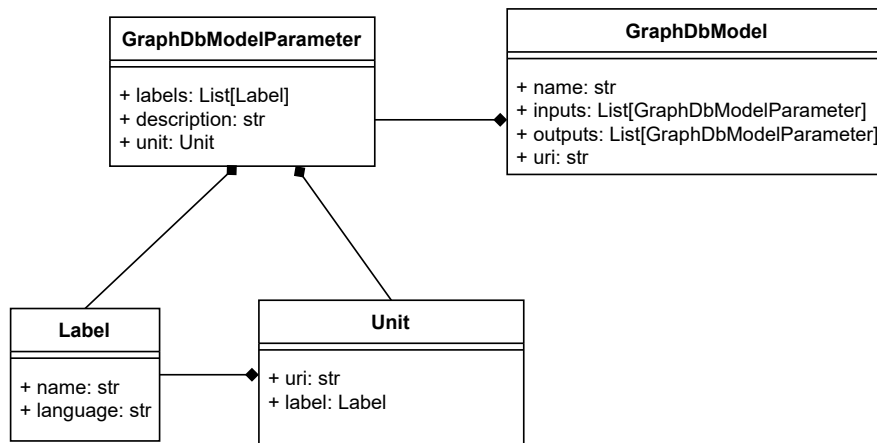 GraphDbModelParameter
+ labels: List[Label]
+ description: str
+ unit: Unit
GraphDbModel
+ name: str
+ inputs: List[GraphDbModelParameter]
+ outputs: List[GraphDbModelParameter]
+ uri: str
Label
+ name: str
+ language: str
Unit
+ uri: str
+ label: Label